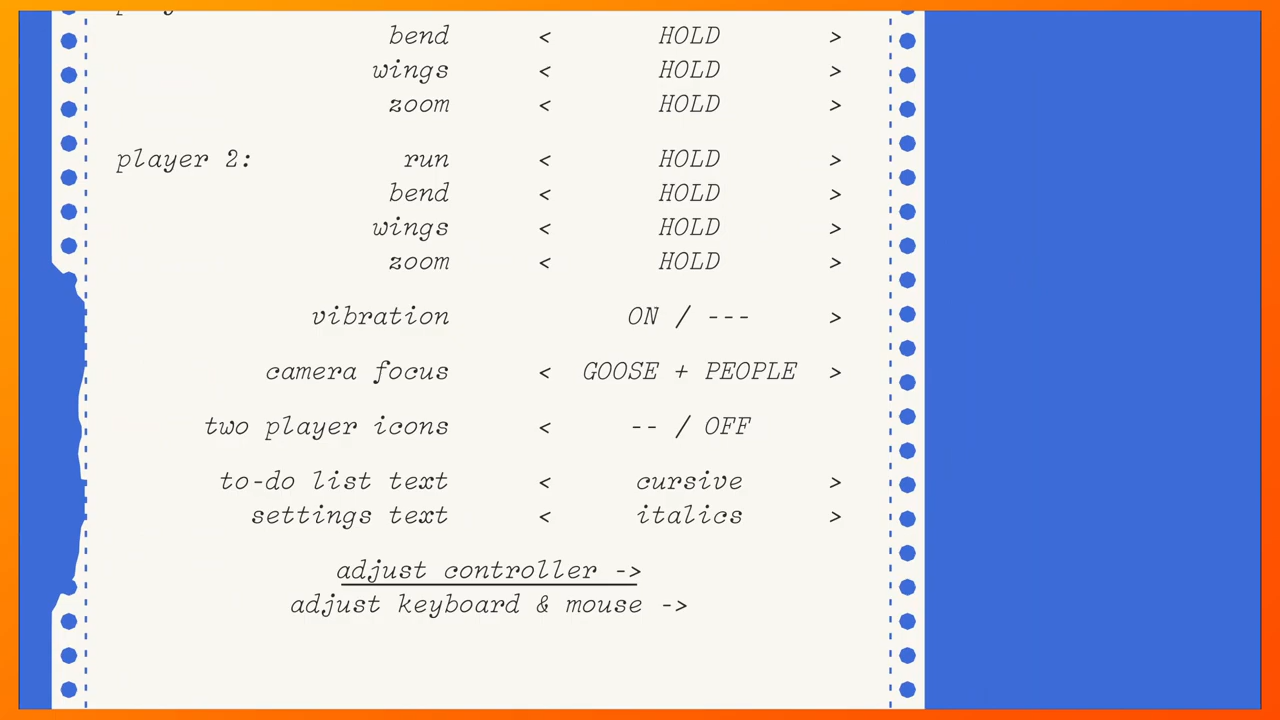 bend < HOLD >
wings < HOLD >
zoom < HOLD >
player 2: run < HOLD >
bend < HOLD >
wings < HOLD >
zoom < HOLD >
vibration ON / --- >
camera focus < GOOSE + PEOPLE >
two player icons < -- / OFF
to-do list text < cursive >
settings text < italics >
adjust controller ->
adjust keyboard & mouse ->